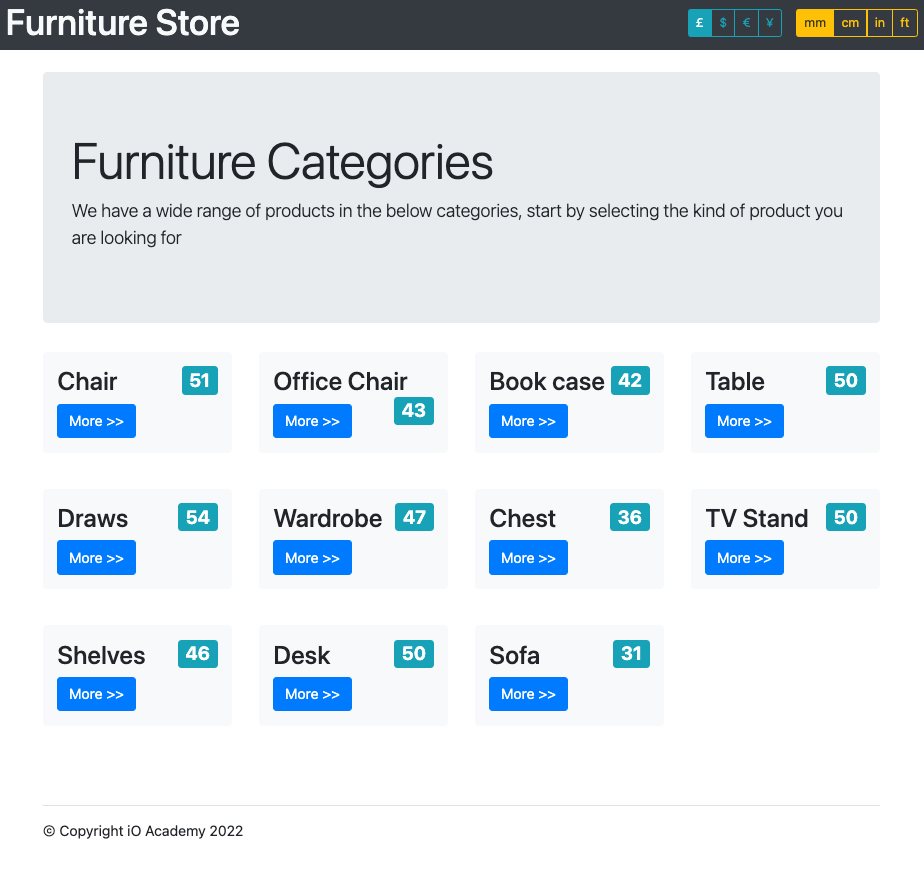 Furniture Store
£ $ € ¥ mm cm in ft
Furniture Categories
We have a wide range of products in the below categories, start by selecting the kind of product you
are looking for
Chair 51
More >>
Office Chair
43
More >>
Book case 42
More >>
Table 50
More >>
Draws 54
More >>
Wardrobe 47
More >>
Chest 36
More >>
TV Stand 50
More >>
Shelves 46
More >>
Desk 50
More >>
Sofa 31
More >>
© Copyright iO Academy 2022